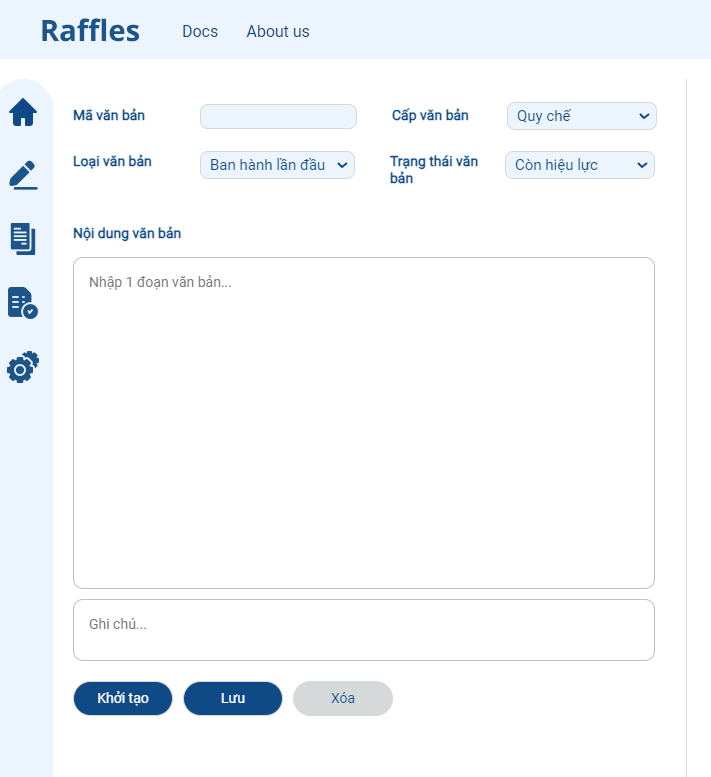 Raffles Docs About us
Mã văn bản Cấp văn bản Quy chế
Loại văn bản Ban hành lần đầu Trạng thái văn bản Còn hiệu lực
Nội dung văn bản
Nhập 1 đoạn văn bản...
Ghi chú...
Khởi tạo Lưu Xóa